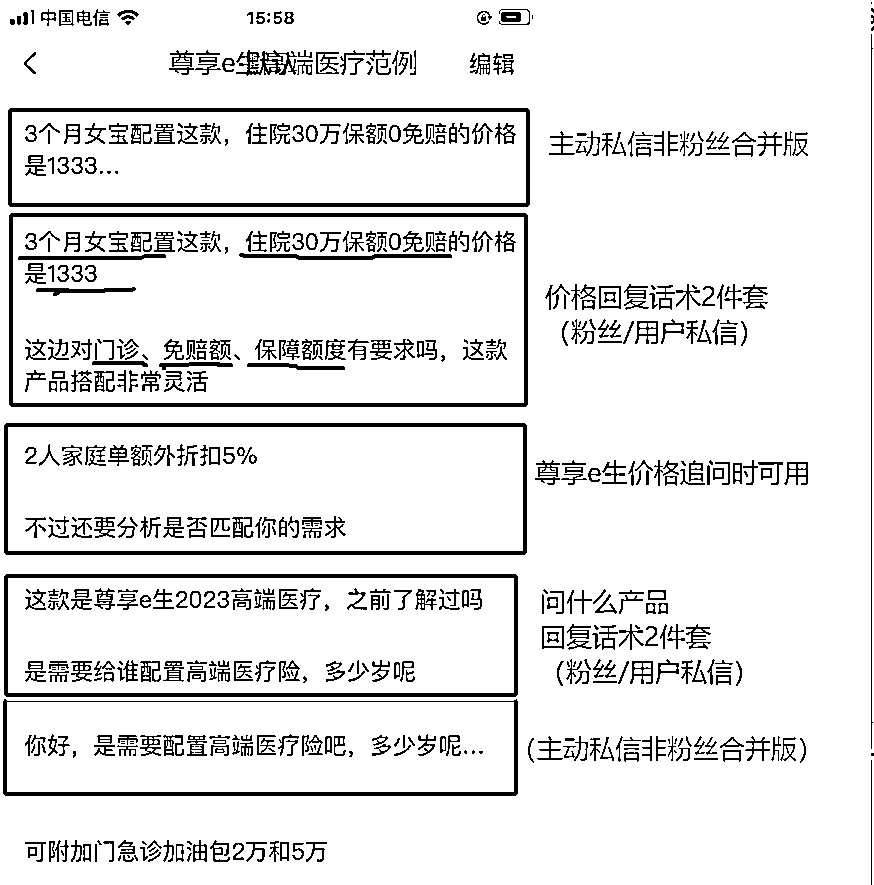 中国电信
15:58
尊享e生 高端医疗范例
编辑
3个月女宝配置这款，住院30万保额0免赔的价格
是1333...
主动私信非粉丝合并版
3个月女宝配置这款，住院30万保额0免赔的价格
是1333
这边对门诊、免赔额、保障额度有要求吗，这款
产品搭配非常灵活
价格回复话术2件套
（粉丝/用户私信）
2人家庭单额外折扣5%
不过还要分析是否匹配你的需求
尊享e生价格追问时可用
这款是尊享e生2023高端医疗，之前了解过吗
是需要给谁配置高端医疗险，多少岁呢
问什么产品
回复话术2件套
（粉丝/用户私信）
你好，是需要配置高端医疗险吧，多少岁呢...
（主动私信非粉丝合并版）
可附加门急诊加油包2万和5万